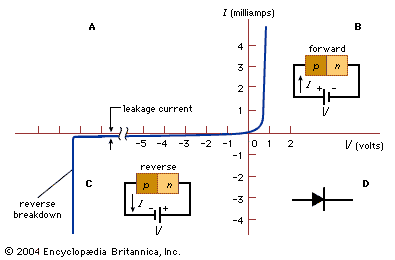 I (milliamps)
A
B
4
3
2
1
forward
p n
I + -
V
leakage current
-5 -4 -3 -2 -1 0 1 2
V (volts)
-1
-2
-3
-4
C
reverse
p n
I - +
V
D
reverse
breakdown
© 2004 Encyclopædia Britannica, Inc.